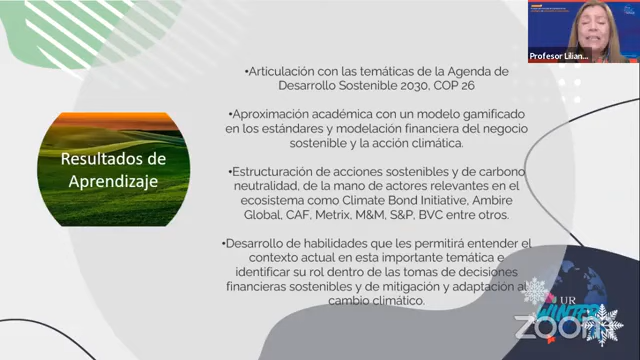 Profesor Lilian...
•Articulación con las temáticas de la Agenda de
Desarrollo Sostenible 2030, COP 26
•Aproximación académica con un modelo gamificado
en los estándares y modelación financiera del negocio
sostenible y la acción climática.
Resultados de
Aprendizaje
•Estructuración de acciones sostenibles y de carbono
neutralidad, de la mano de actores relevantes en el
ecosistema como Climate Bond Initiative, Ambire
Global, CAF, Metrix, M&M, S&P, BVC entre otros.
•Desarrollo de habilidades que les permitirá entender el
contexto actual en esta importante temática e
identificar su rol dentro de las tomas de decisiones
financieras sostenibles y de mitigación y adaptación al
cambio climático.
UR
WINTER
zoom